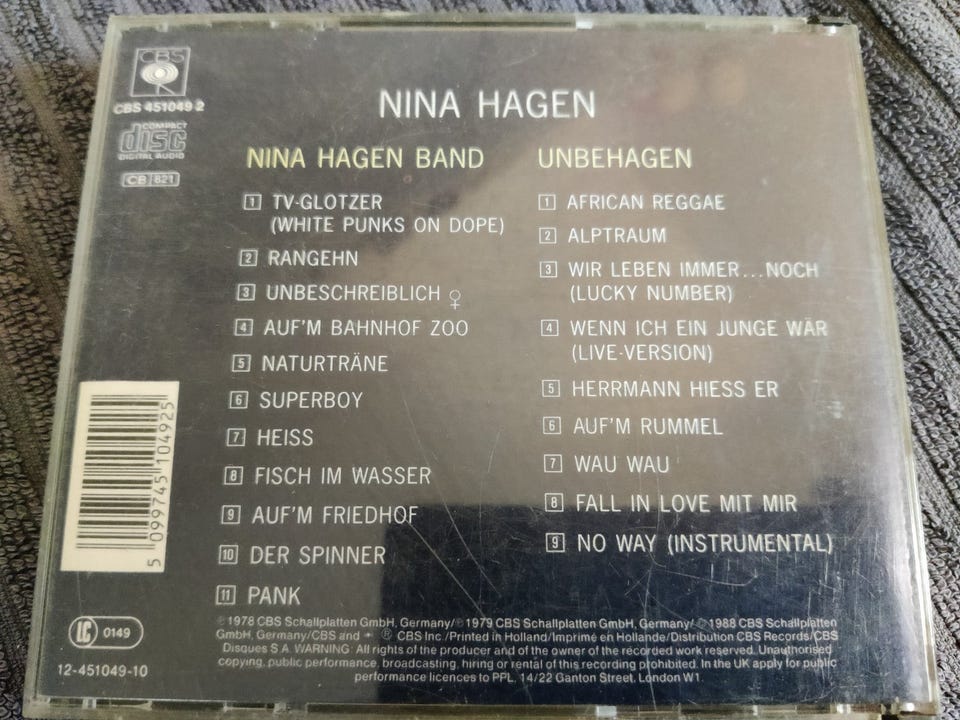 CBS
CBS 451049 2
COMPACT
disc
DIGITAL AUDIO
CB 821
NINA HAGEN
NINA HAGEN BAND
1 TV-GLOTZER
(WHITE PUNKS ON DOPE)
2 RANGEHN
3 UNBESCHREIBLICH ♀
4 AUF'M BAHNHOF ZOO
5 NATURTRÄNE
6 SUPERBOY
7 HEISS
8 FISCH IM WASSER
9 AUF'M FRIEDHOF
10 DER SPINNER
11 PANK
UNBEHAGEN
1 AFRICAN REGGAE
2 ALPTRAUM
3 WIR LEBEN IMMER...NOCH
(LUCKY NUMBER)
4 WENN ICH EIN JUNGE WÄR
(LIVE-VERSION)
5 HERRMANN HIESS ER
6 AUF'M RUMMEL
7 WAU WAU
8 FALL IN LOVE MIT MIR
9 NO WAY (INSTRUMENTAL)
5 099745 104925
LC 0149
12-451049-10
℗ 1978 CBS Schallplatten GmbH, Germany/℗ 1979 CBS Schallplatten GmbH, Germany/© 1988 CBS Schallplatten
GmbH, Germany/CBS and ® CBS Inc./Printed in Holland/Imprimé en Hollande/Distribution CBS Records/CBS
Disques S.A. WARNING: All rights of the producer and of the owner of the recorded work reserved. Unauthorised
copying, public performance, broadcasting, hiring or rental of this recording prohibited. In the UK apply for public
performance licences to PPL, 14/22 Ganton Street, London W1.